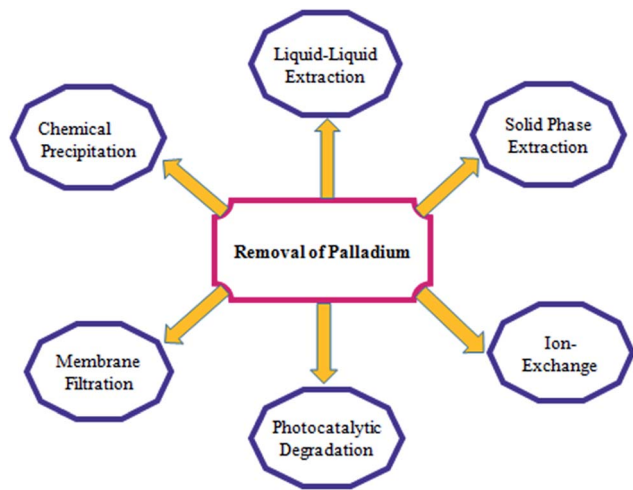 Liquid-Liquid
Extraction
Chemical
Precipitation
Solid Phase
Extraction
Removal of Palladium
Membrane
Filtration
Ion-
Exchange
Photocatalytic
Degradation